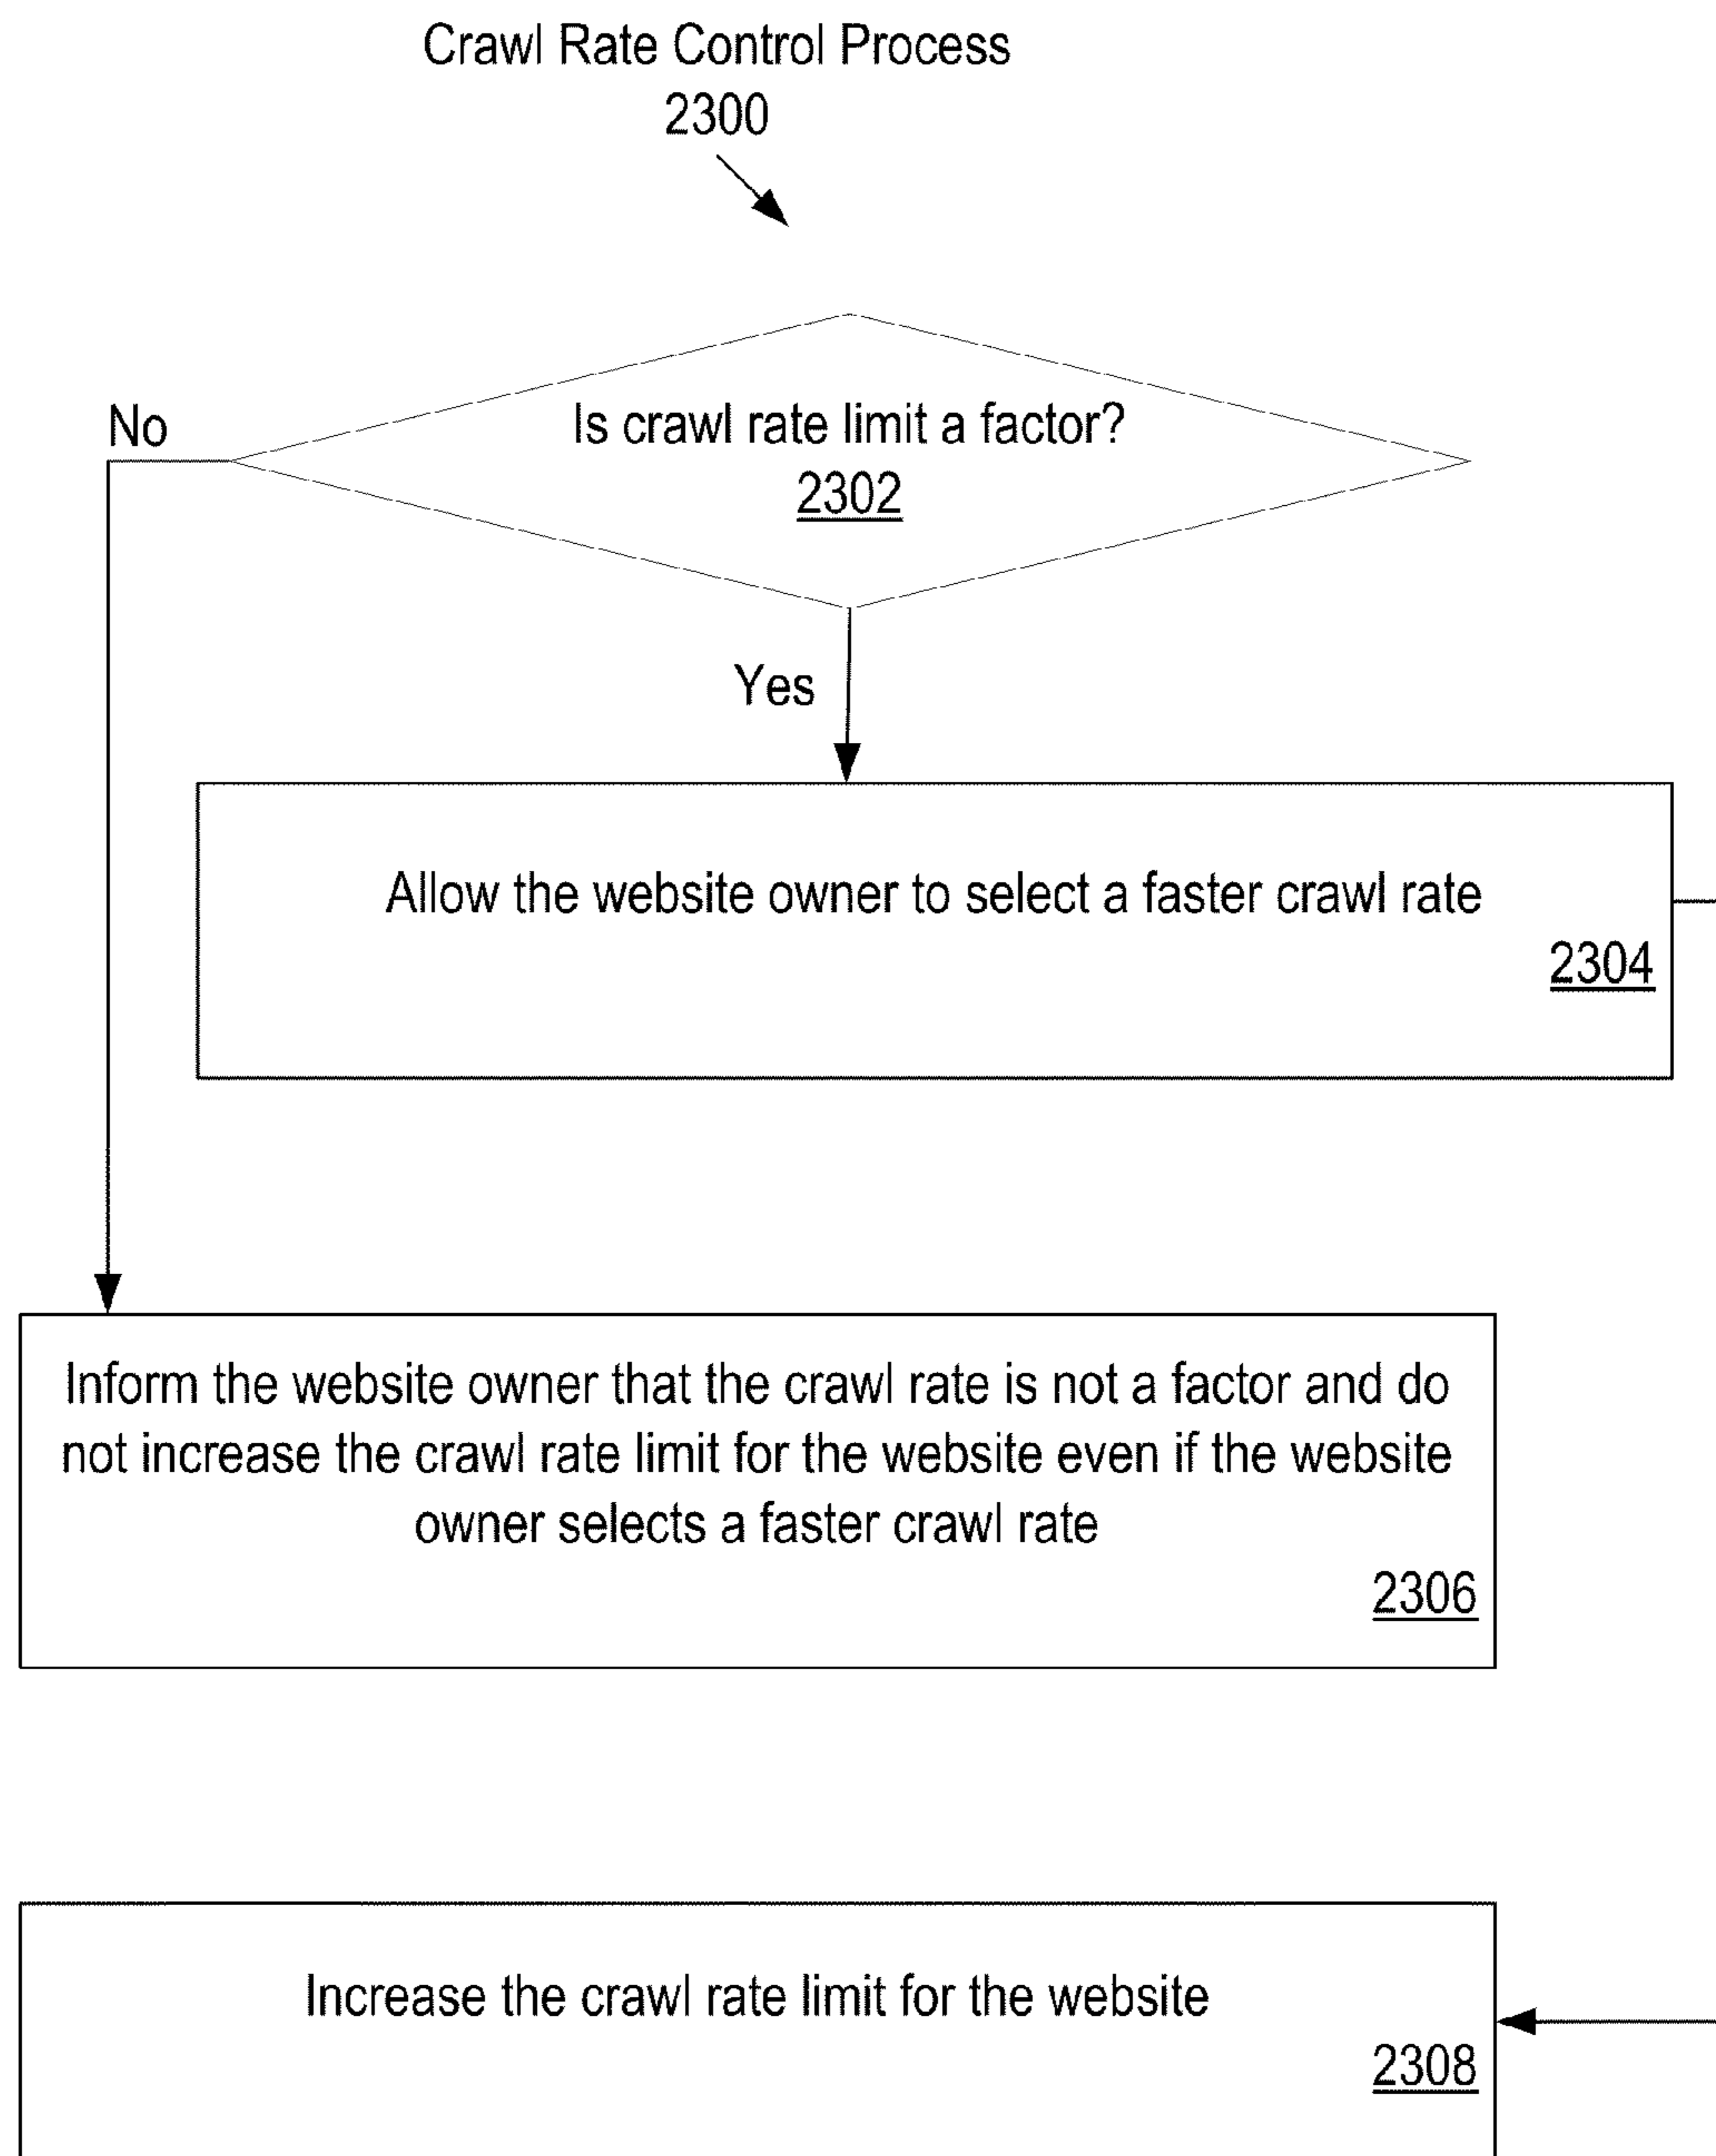 Crawl Rate Control Process
2300
No
Is crawl rate limit a factor?
2302
Yes
Allow the website owner to select a faster crawl rate
2304
Inform the website owner that the crawl rate is not a factor and do
not increase the crawl rate limit for the website even if the website
owner selects a faster crawl rate
2306
Increase the crawl rate limit for the website
2308